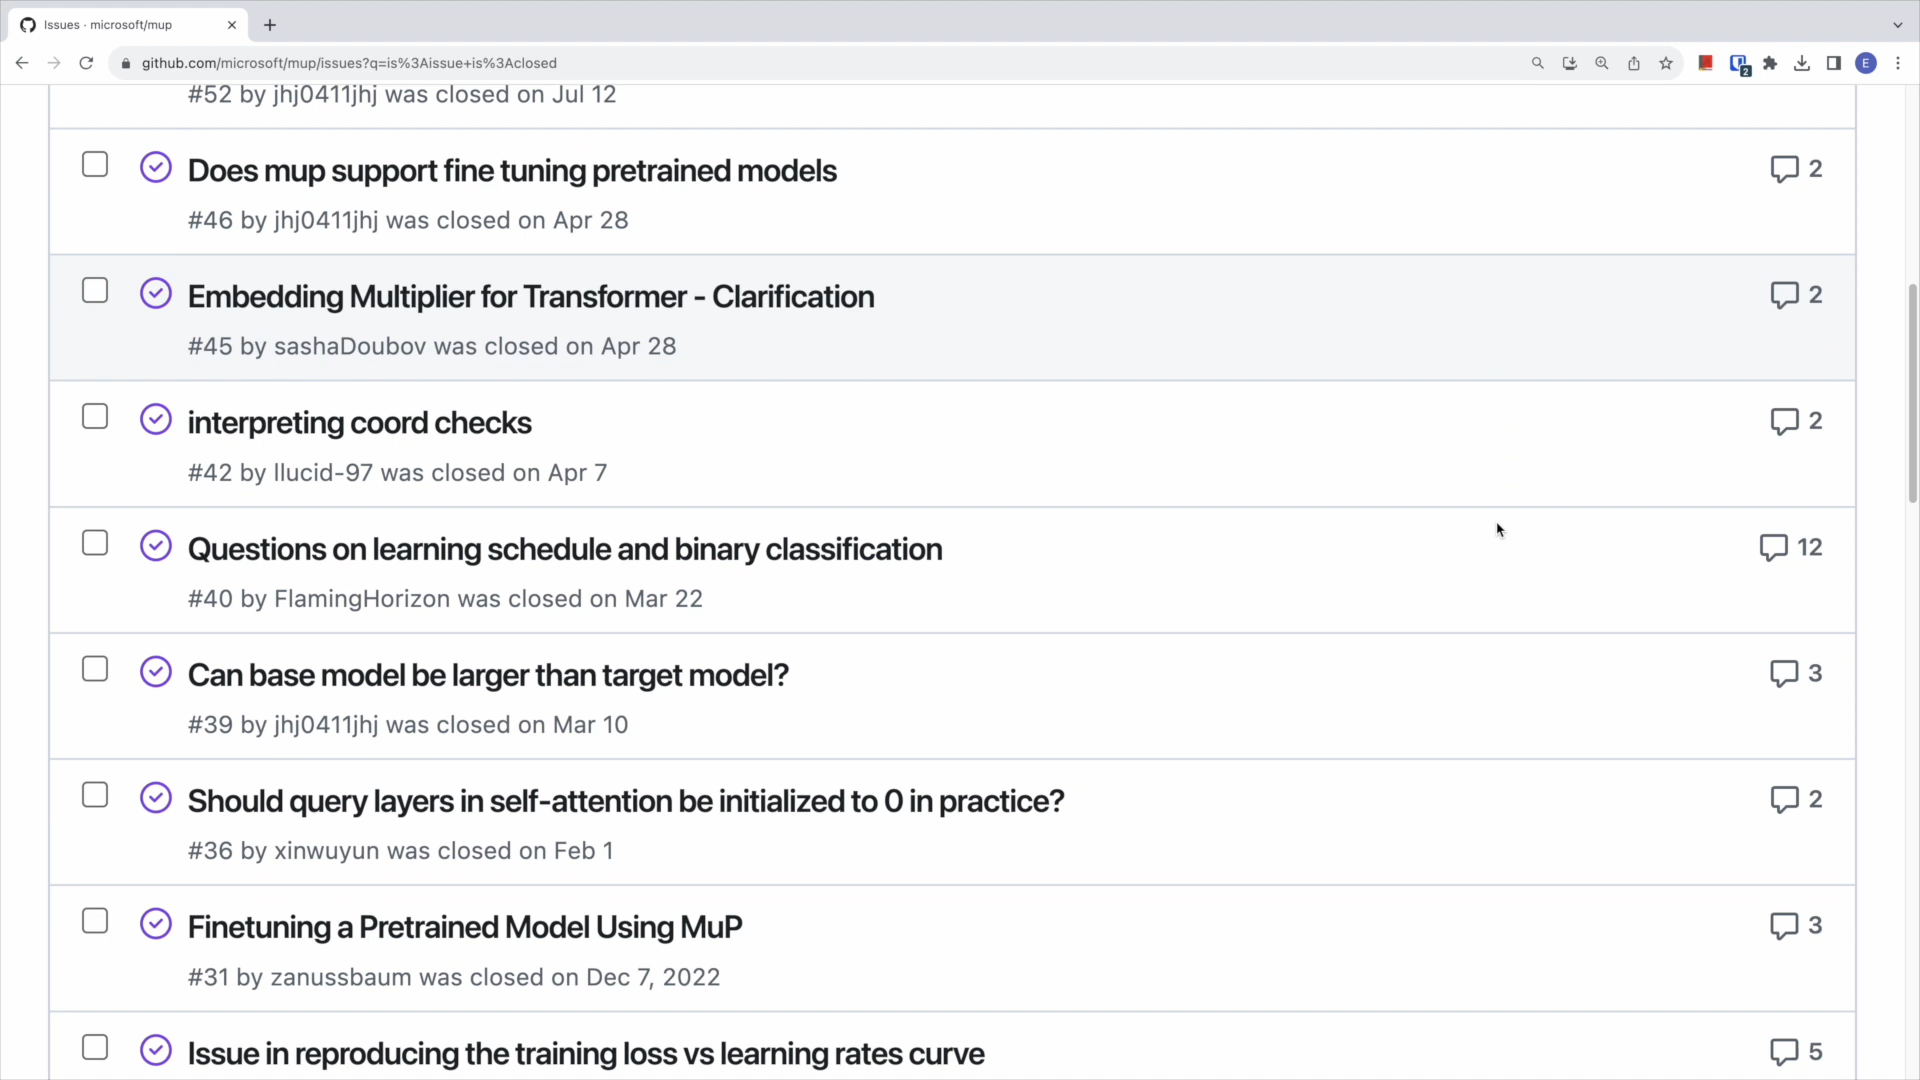 Issues · microsoft/mup
github.com/microsoft/mup/issues?q=is%3Aissue+is%3Aclosed
2
E
#52 by jhj0411jhj was closed on Jul 12
Does mup support fine tuning pretrained models
2
#46 by jhj0411jhj was closed on Apr 28
Embedding Multiplier for Transformer - Clarification
2
#45 by sashaDoubov was closed on Apr 28
interpreting coord checks
2
#42 by llucid-97 was closed on Apr 7
Questions on learning schedule and binary classification
12
#40 by FlamingHorizon was closed on Mar 22
Can base model be larger than target model?
3
#39 by jhj0411jhj was closed on Mar 10
Should query layers in self-attention be initialized to 0 in practice?
2
#36 by xinwuyun was closed on Feb 1
Finetuning a Pretrained Model Using MuP
3
#31 by zanussbaum was closed on Dec 7, 2022
Issue in reproducing the training loss vs learning rates curve
5